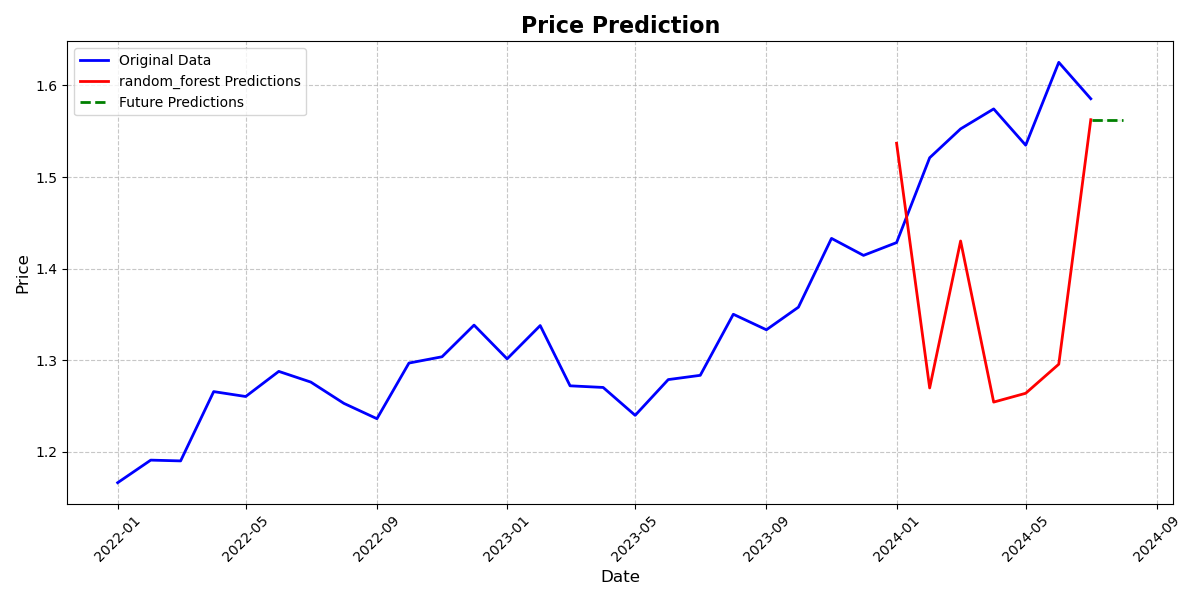 Price Prediction
Original Data
random_forest Predictions
Future Predictions
Price
1.6
1.5
1.4
1.3
1.2
2022-01
2022-05
2022-09
2023-01
2023-05
2023-09
2024-01
2024-05
2024-09
Date